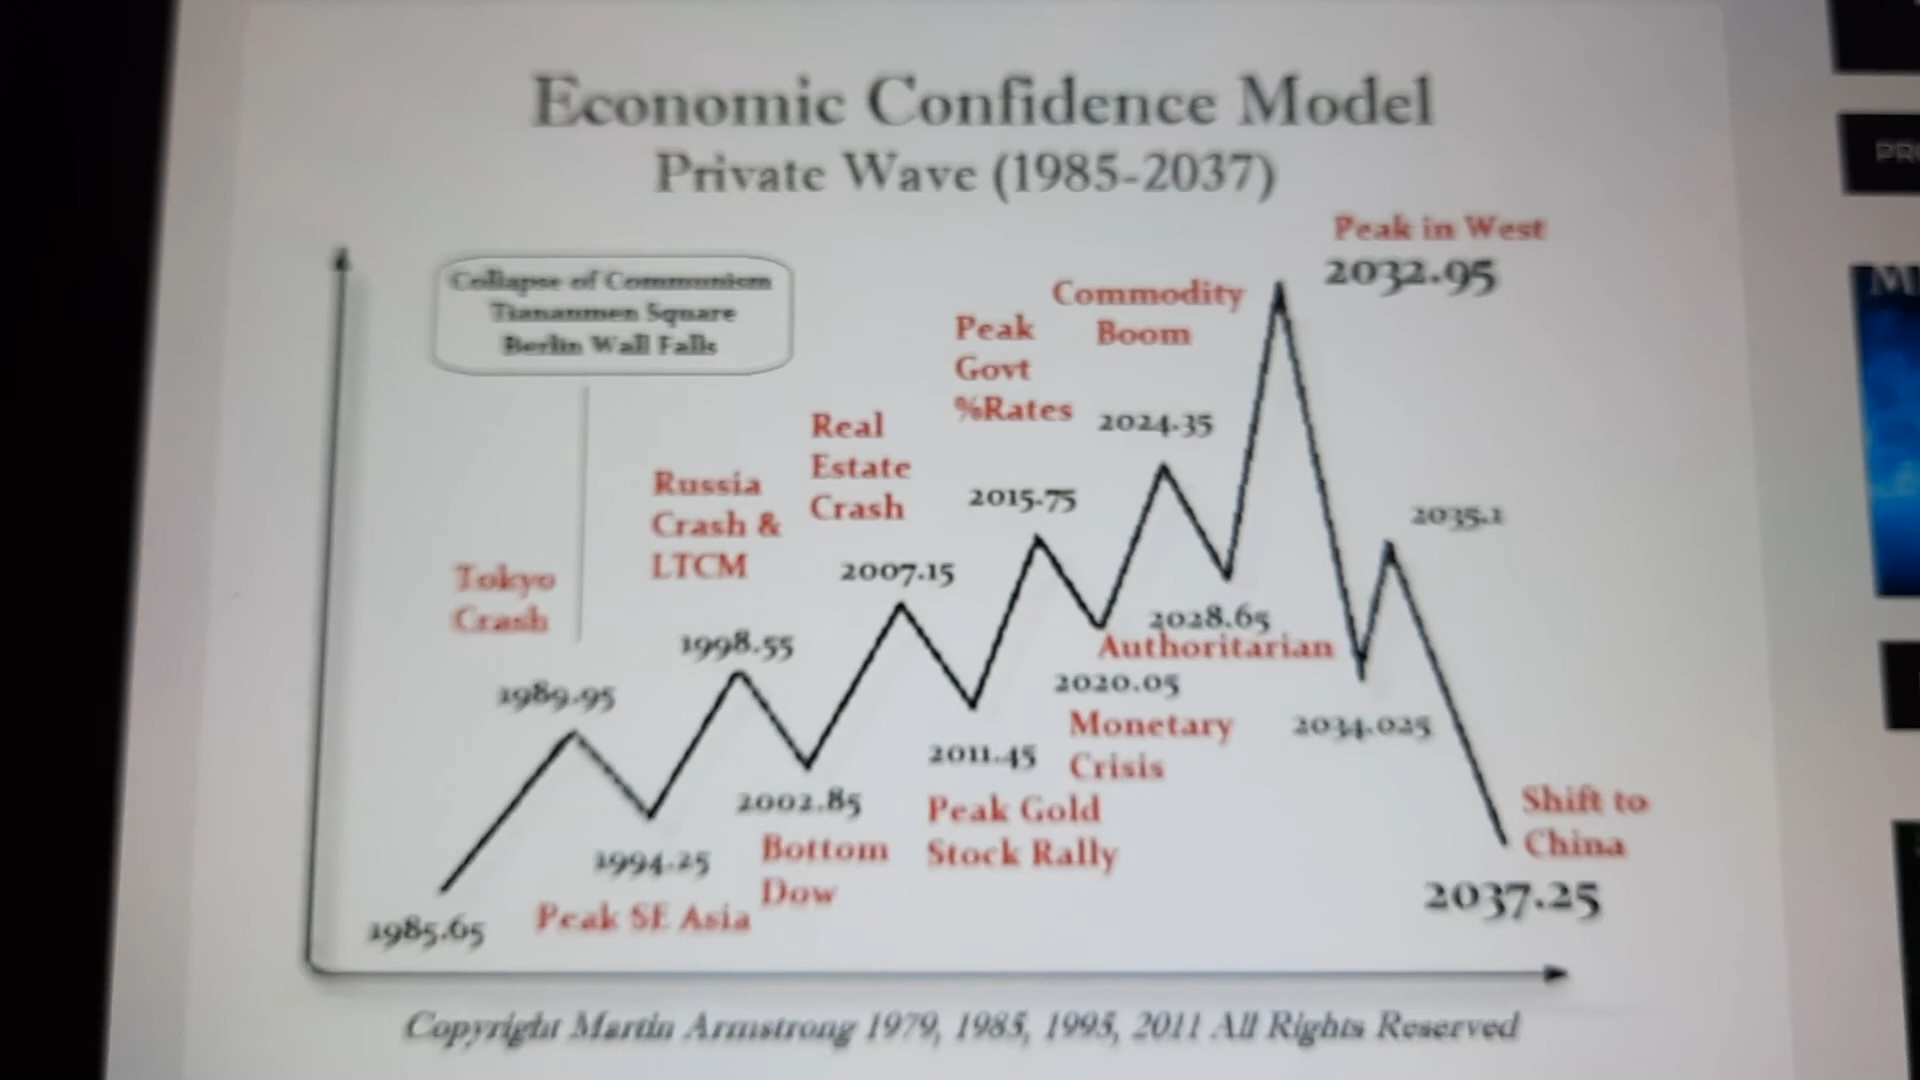 Economic Confidence Model
Private Wave (1985-2037)
Peak in West
2032.95
Collapse of Communism
Tiananmen Square
Berlin Wall Falls
Commodity
Boom
Peak
Govt
%Rates
2024.35
Real
Estate
Crash
2015.75
Russia
Crash &
LTCM
2007.15
2035.1
Tokyo
Crash
1998.55
1989.95
2028.65
Authoritarian
2020.05
Monetary
Crisis
2034.025
2011.45
Peak Gold
Stock Rally
2002.85
Bottom
Dow
1994.25
Peak SE Asia
1985.65
Shift to
China
2037.25
Copyright Martin Armstrong 1979, 1985, 1995, 2011 All Rights Reserved